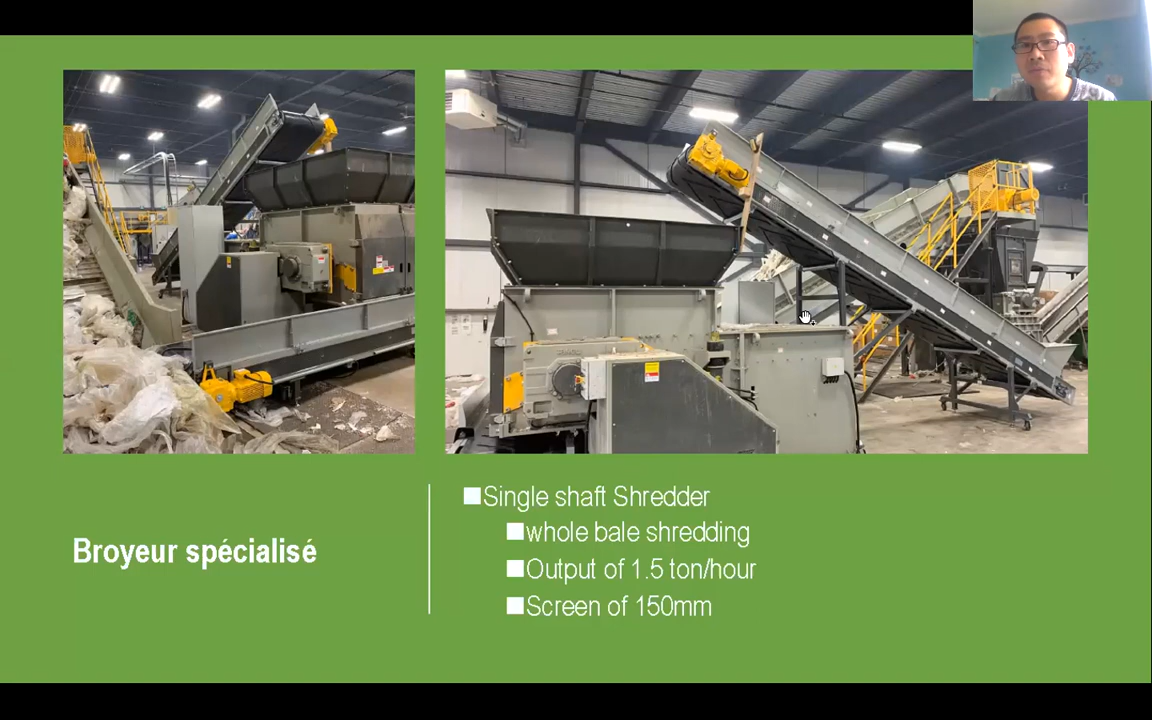 Broyeur spécialisé
Single shaft Shredder
whole bale shredding
Output of 1.5 ton/hour
Screen of 150mm